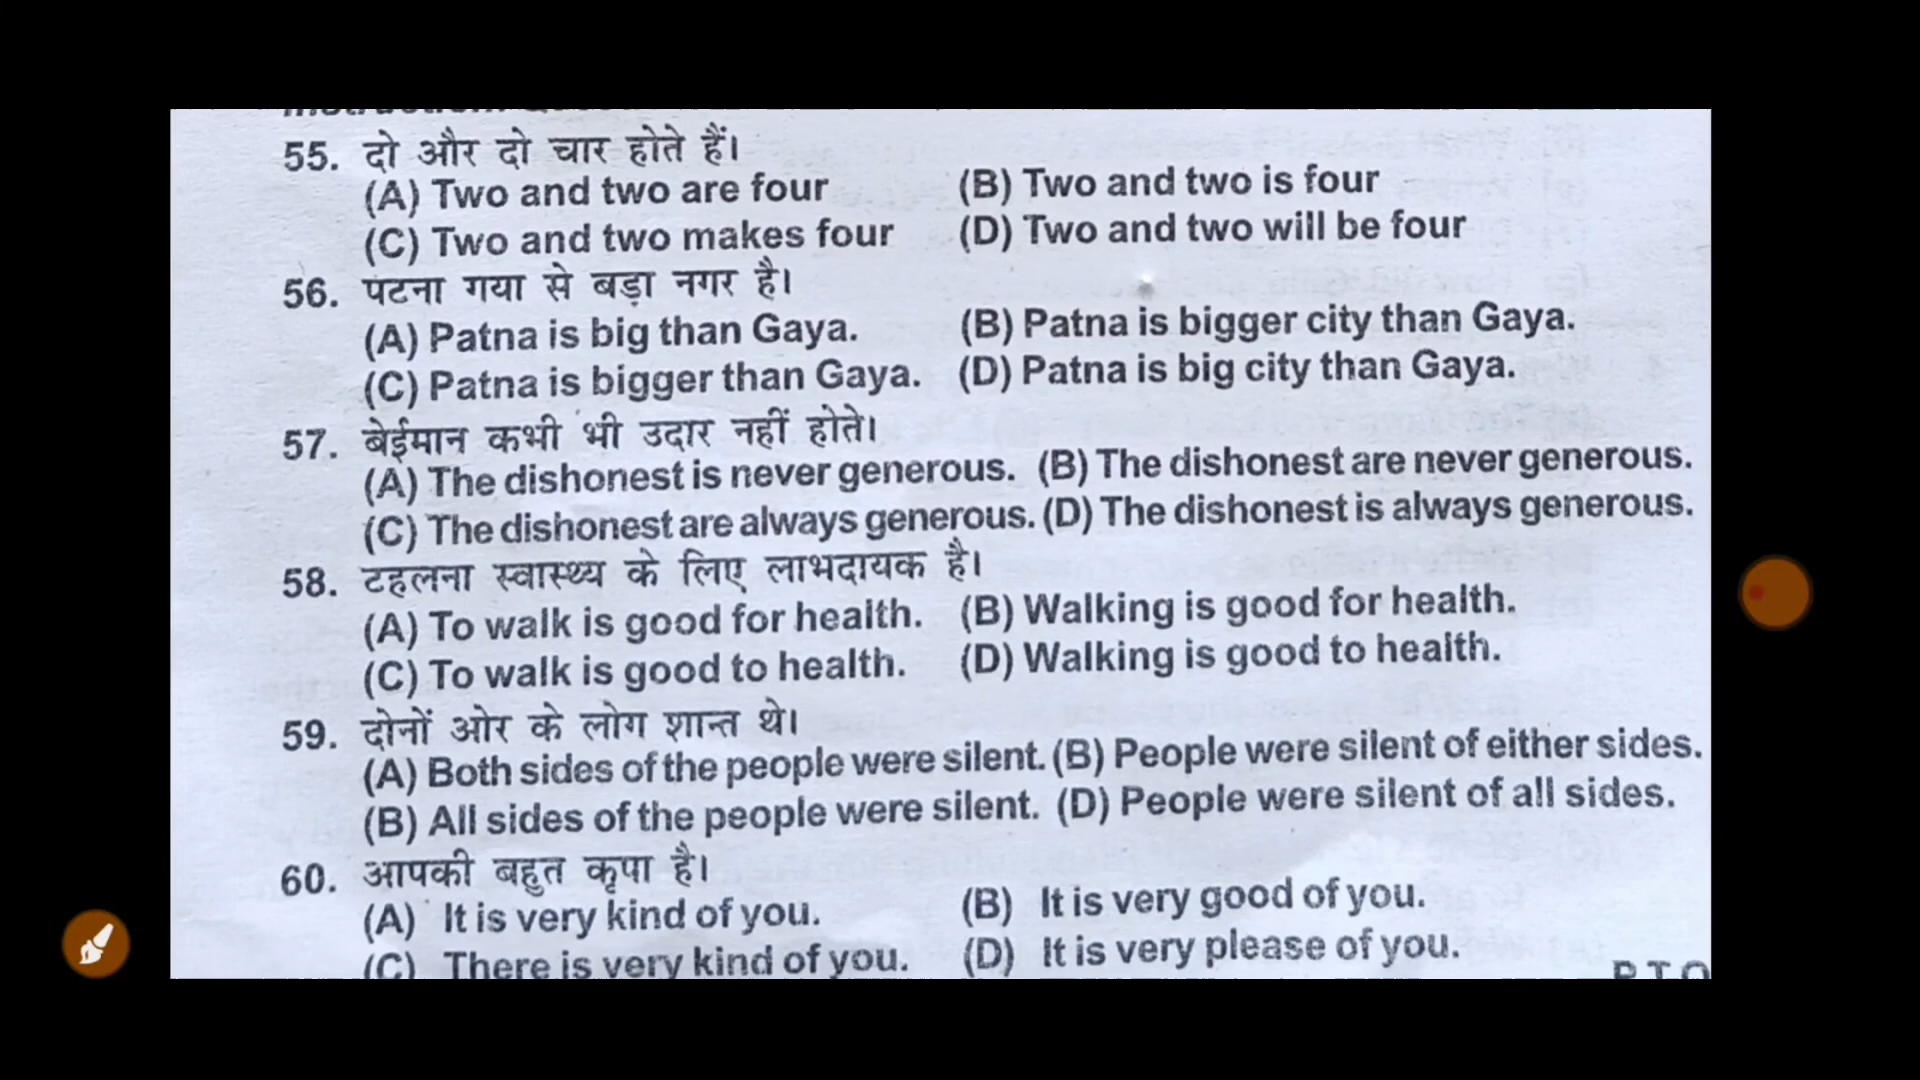 55. दो और दो चार होते हैं।
(A) Two and two are four (B) Two and two is four
(C) Two and two makes four (D) Two and two will be four
56. पटना गया से बड़ा नगर है।
(A) Patna is big than Gaya. (B) Patna is bigger city than Gaya.
(C) Patna is bigger than Gaya. (D) Patna is big city than Gaya.
57. बेईमान कभी भी उदार नहीं होते।
(A) The dishonest is never generous. (B) The dishonest are never generous.
(C) The dishonest are always generous. (D) The dishonest is always generous.
58. टहलना स्वास्थ्य के लिए लाभदायक है।
(A) To walk is good for health. (B) Walking is good for health.
(C) To walk is good to health. (D) Walking is good to health.
59. दोनों ओर के लोग शान्त थे।
(A) Both sides of the people were silent. (B) People were silent of either sides.
(B) All sides of the people were silent. (D) People were silent of all sides.
60. आपकी बहुत कृपा है।
(A) It is very kind of you. (B) It is very good of you.
(C) There is very kind of you. (D) It is very please of you.
P.T.O